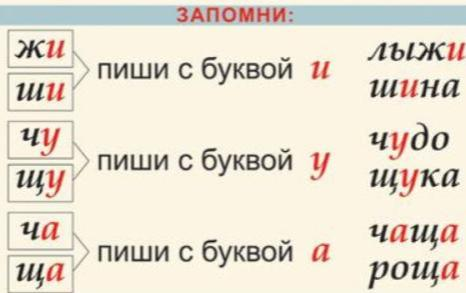 ЗАПОМНИ:
жи
ши
пиши с буквой и
лыжи
шина
чу
щу
пиши с буквой у
чудо
щука
ча
ща
пиши с буквой а
чаща
роща